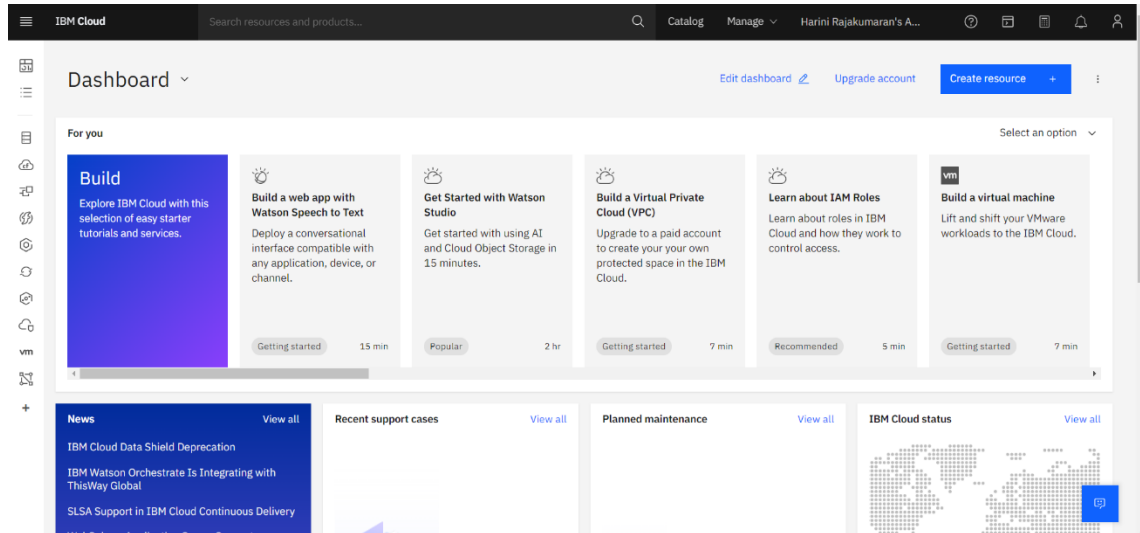 IBM Cloud
Search resources and products...
Catalog
Manage
Harini Rajakumaran's A...
Dashboard
Edit dashboard
Upgrade account
Create resource +
For you
Select an option
Build
Explore IBM Cloud with this
selection of easy starter
tutorials and services.
Build a web app with
Watson Speech to Text
Deploy a conversational
interface compatible with
any application, device, or
channel.
Getting started
15 min
Get Started with Watson
Studio
Get started with using AI
and Cloud Object Storage in
15 minutes.
Popular
2 hr
Build a Virtual Private
Cloud (VPC)
Upgrade to a paid account
to create your your own
protected space in the IBM
Cloud.
Getting started
7 min
Learn about IAM Roles
Learn about roles in IBM
Cloud and how they work to
control access.
Recommended
5 min
vm
Build a virtual machine
Lift and shift your VMware
workloads to the IBM Cloud.
Getting started
7 min
vm
News
View all
IBM Cloud Data Shield Deprecation
IBM Watson Orchestrate Is Integrating with
ThisWay Global
SLSA Support in IBM Cloud Continuous Delivery
Recent support cases
View all
Planned maintenance
View all
IBM Cloud status
View all